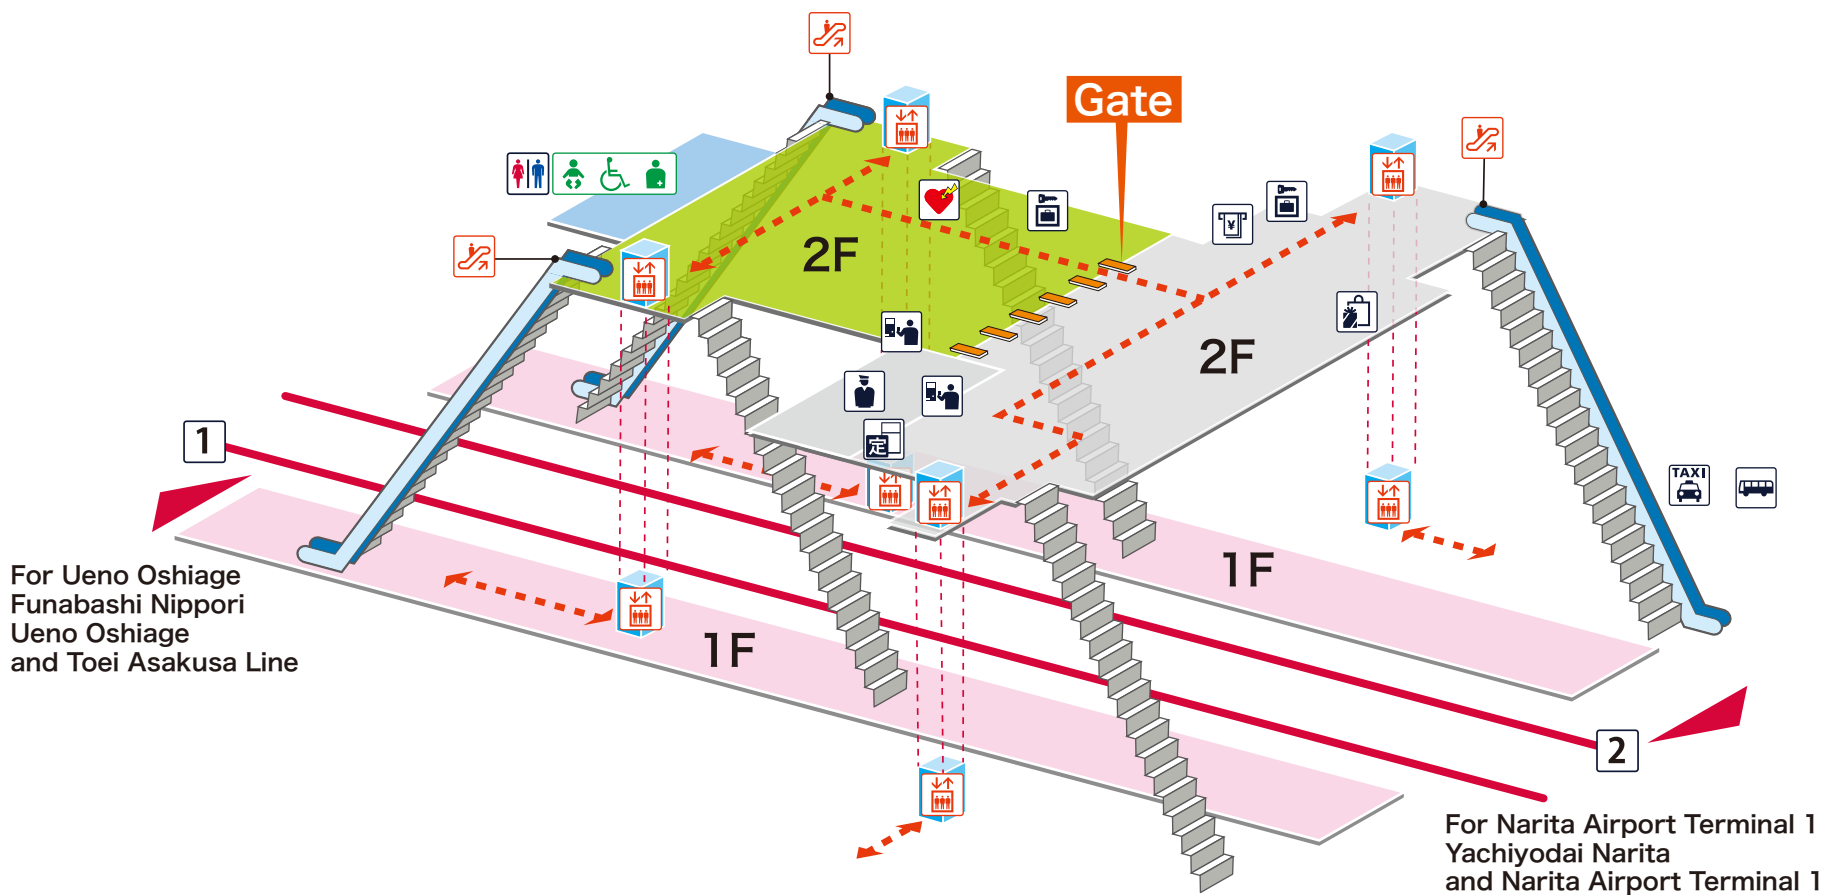 Gate
2F
¥
2F
定
1
TAXI
1F
For Ueno Oshiage
Funabashi Nippori
Ueno Oshiage
and Toei Asakusa Line
1F
2
For Narita Airport Terminal 1
Yachiyodai Narita
and Narita Airport Terminal 1